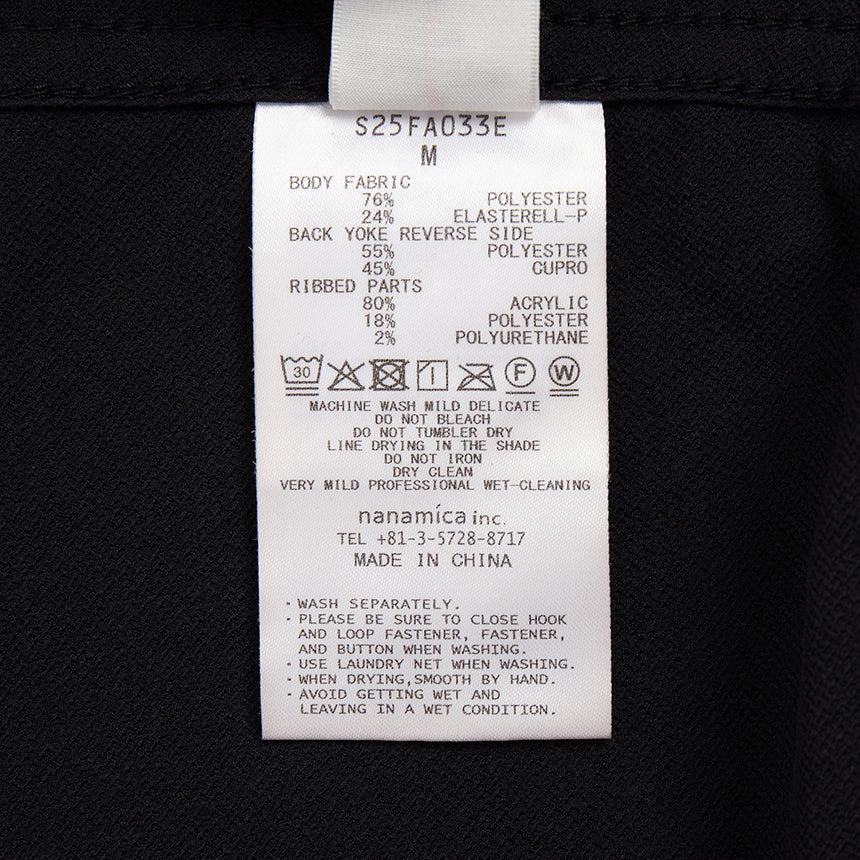 S25FA033E
M
BODY FABRIC
76% POLYESTER
24% ELASTERELL-P
BACK YOKE REVERSE SIDE
55% POLYESTER
45% CUPRO
RIBBED PARTS
80% ACRYLIC
18% POLYESTER
2% POLYURETHANE
30 F W
MACHINE WASH MILD DELICATE
DO NOT BLEACH
DO NOT TUMBLER DRY
LINE DRYING IN THE SHADE
DO NOT IRON
DRY CLEAN
VERY MILD PROFESSIONAL WET-CLEANING
nanamíca inc.
TEL +81-3-5728-8717
MADE IN CHINA
・WASH SEPARATELY.
・PLEASE BE SURE TO CLOSE HOOK
AND LOOP FASTENER, FASTENER,
AND BUTTON WHEN WASHING.
・USE LAUNDRY NET WHEN WASHING.
・WHEN DRYING,SMOOTH BY HAND.
・AVOID GETTING WET AND
LEAVING IN A WET CONDITION.